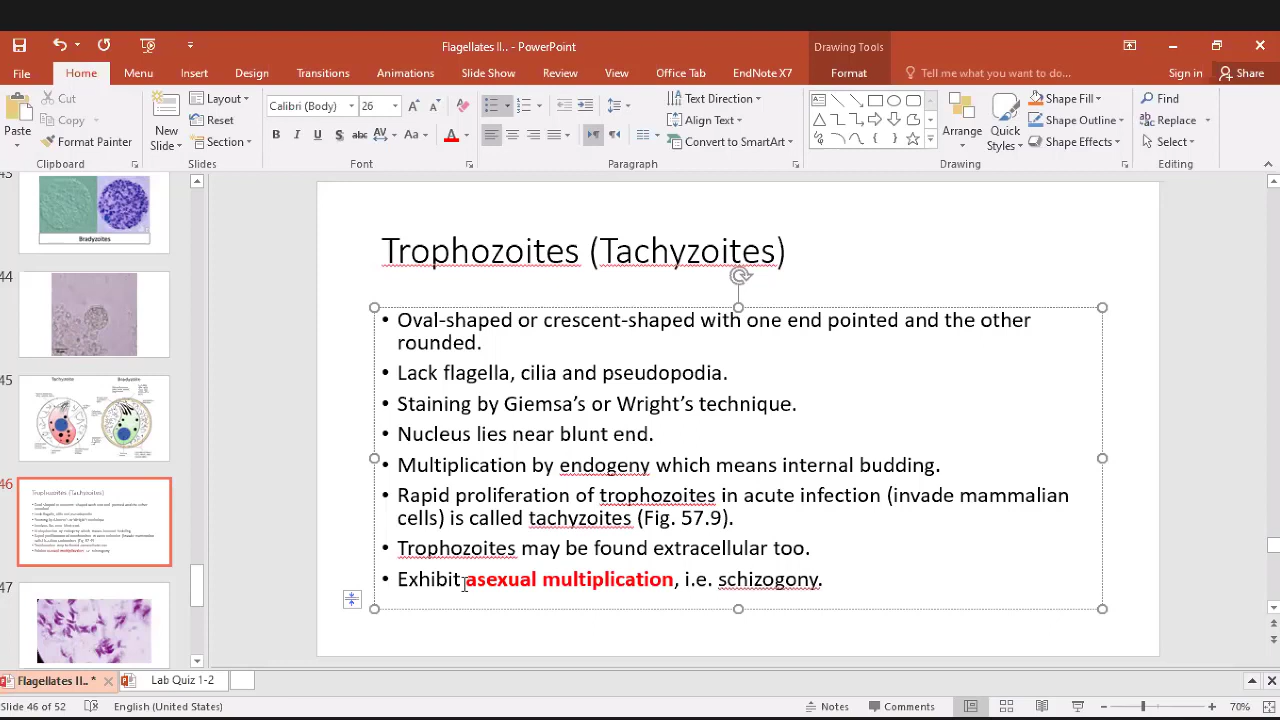 Flagellates II.. - PowerPoint
Drawing Tools
File Home Menu Insert Design Transitions Animations Slide Show Review View Office Tab EndNote X7 Format Tell me what you want to do... Sign in Share
Paste
Cut
Copy
Format Painter
Clipboard
New Slide
Layout
Reset
Section
Slides
Calibri (Body) 26
B I U S abc AV Aa A
Font
Text Direction
Align Text
Convert to SmartArt
Paragraph
Arrange
Quick Styles
Shape Fill
Shape Outline
Shape Effects
Drawing
Find
Replace
Select
Editing
Bradyzoites
44
45
Tachyzoite Bradyzoite
46
Trophozoites (Tachyzoites)
47
Trophozoites (Tachyzoites)
• Oval-shaped or crescent-shaped with one end pointed and the other
rounded.
• Lack flagella, cilia and pseudopodia.
• Staining by Giemsa's or Wright's technique.
• Nucleus lies near blunt end.
• Multiplication by endogeny which means internal budding.
• Rapid proliferation of trophozoites in acute infection (invade mammalian
cells) is called tachyzoites (Fig. 57.9).
• Trophozoites may be found extracellular too.
• Exhibit asexual multiplication, i.e. schizogony.
Flagellates II.. * Lab Quiz 1-2
Slide 46 of 52 English (United States) Notes Comments 70%